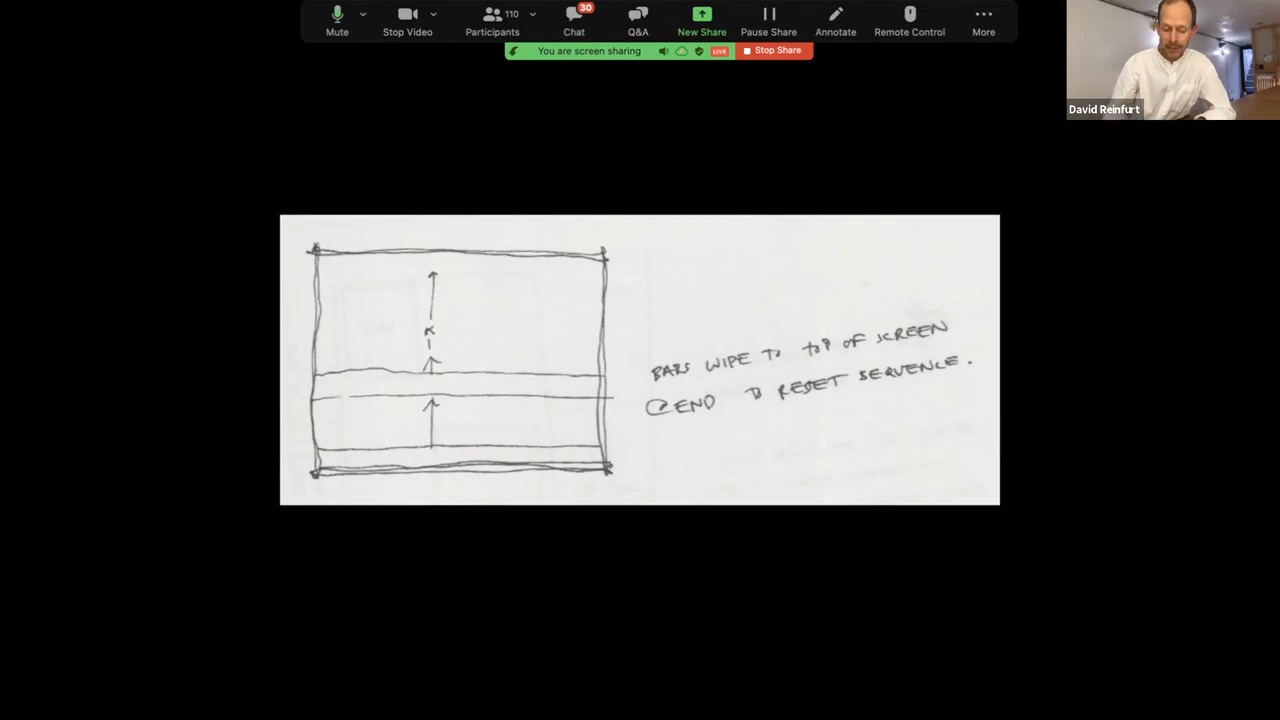 Mute
Stop Video
110
Participants
30
Chat
Q&A
New Share
Pause Share
Annotate
Remote Control
More
You are screen sharing
LIVE
Stop Share
David Reinfurt
BARS WIPE TO TOP OF SCREEN
@END TO RESET SEQUENCE.